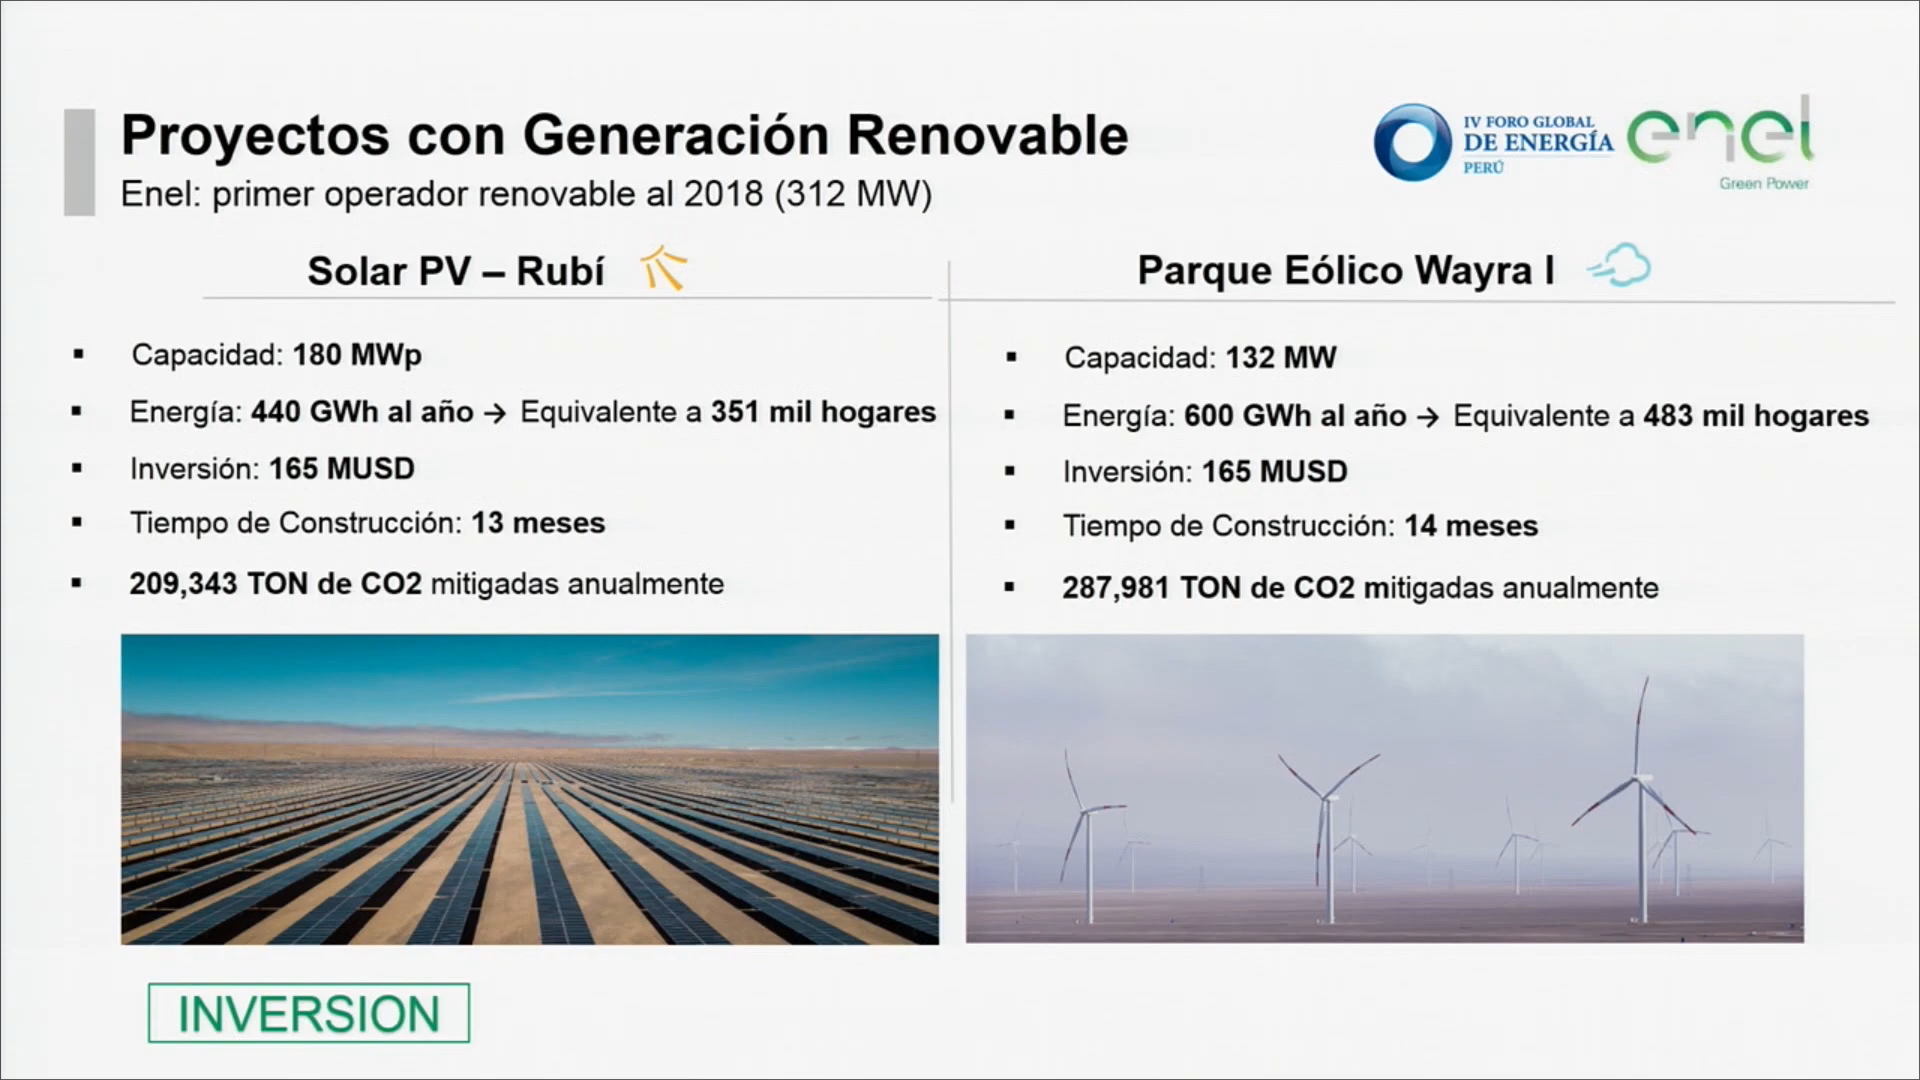 Proyectos con Generación Renovable
Enel: primer operador renovable al 2018 (312 MW)
IV FORO GLOBAL
DE ENERGÍA
PERÚ
enel
Green Power
Solar PV – Rubí
▪ Capacidad: 180 MWp
▪ Energía: 440 GWh al año → Equivalente a 351 mil hogares
▪ Inversión: 165 MUSD
▪ Tiempo de Construcción: 13 meses
▪ 209,343 TON de CO2 mitigadas anualmente
Parque Eólico Wayra I
▪ Capacidad: 132 MW
▪ Energía: 600 GWh al año → Equivalente a 483 mil hogares
▪ Inversión: 165 MUSD
▪ Tiempo de Construcción: 14 meses
▪ 287,981 TON de CO2 mitigadas anualmente
INVERSION